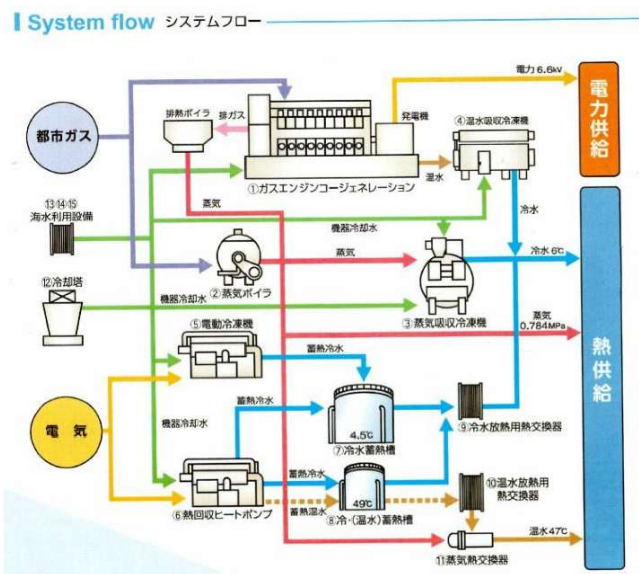 System flow システムフロー
電力 6.6kV
電力供給
都市ガス
排熱ボイラ
排ガス
発電機
④温水吸収冷凍機
①ガスエンジンコージェネレーション
温水
⑬⑭⑮
海水利用設備
蒸気
機器冷却水
冷水
②蒸気ボイラ
蒸気
冷水 6℃
⑫冷却塔
機器冷却水
③蒸気吸収冷凍機
蒸気
0.784MPa
⑤電動冷凍機
蓄熱冷水
熱供給
電気
機器冷却水
蓄熱冷水
4.5℃
⑦冷水蓄熱槽
⑨冷水放熱用熱交換器
蓄熱冷水
49℃
⑩温水放熱用
熱交換器
⑥熱回収ヒートポンプ
蓄熱温水
⑧冷・(温水)蓄熱槽
温水 47℃
⑪蒸気熱交換器